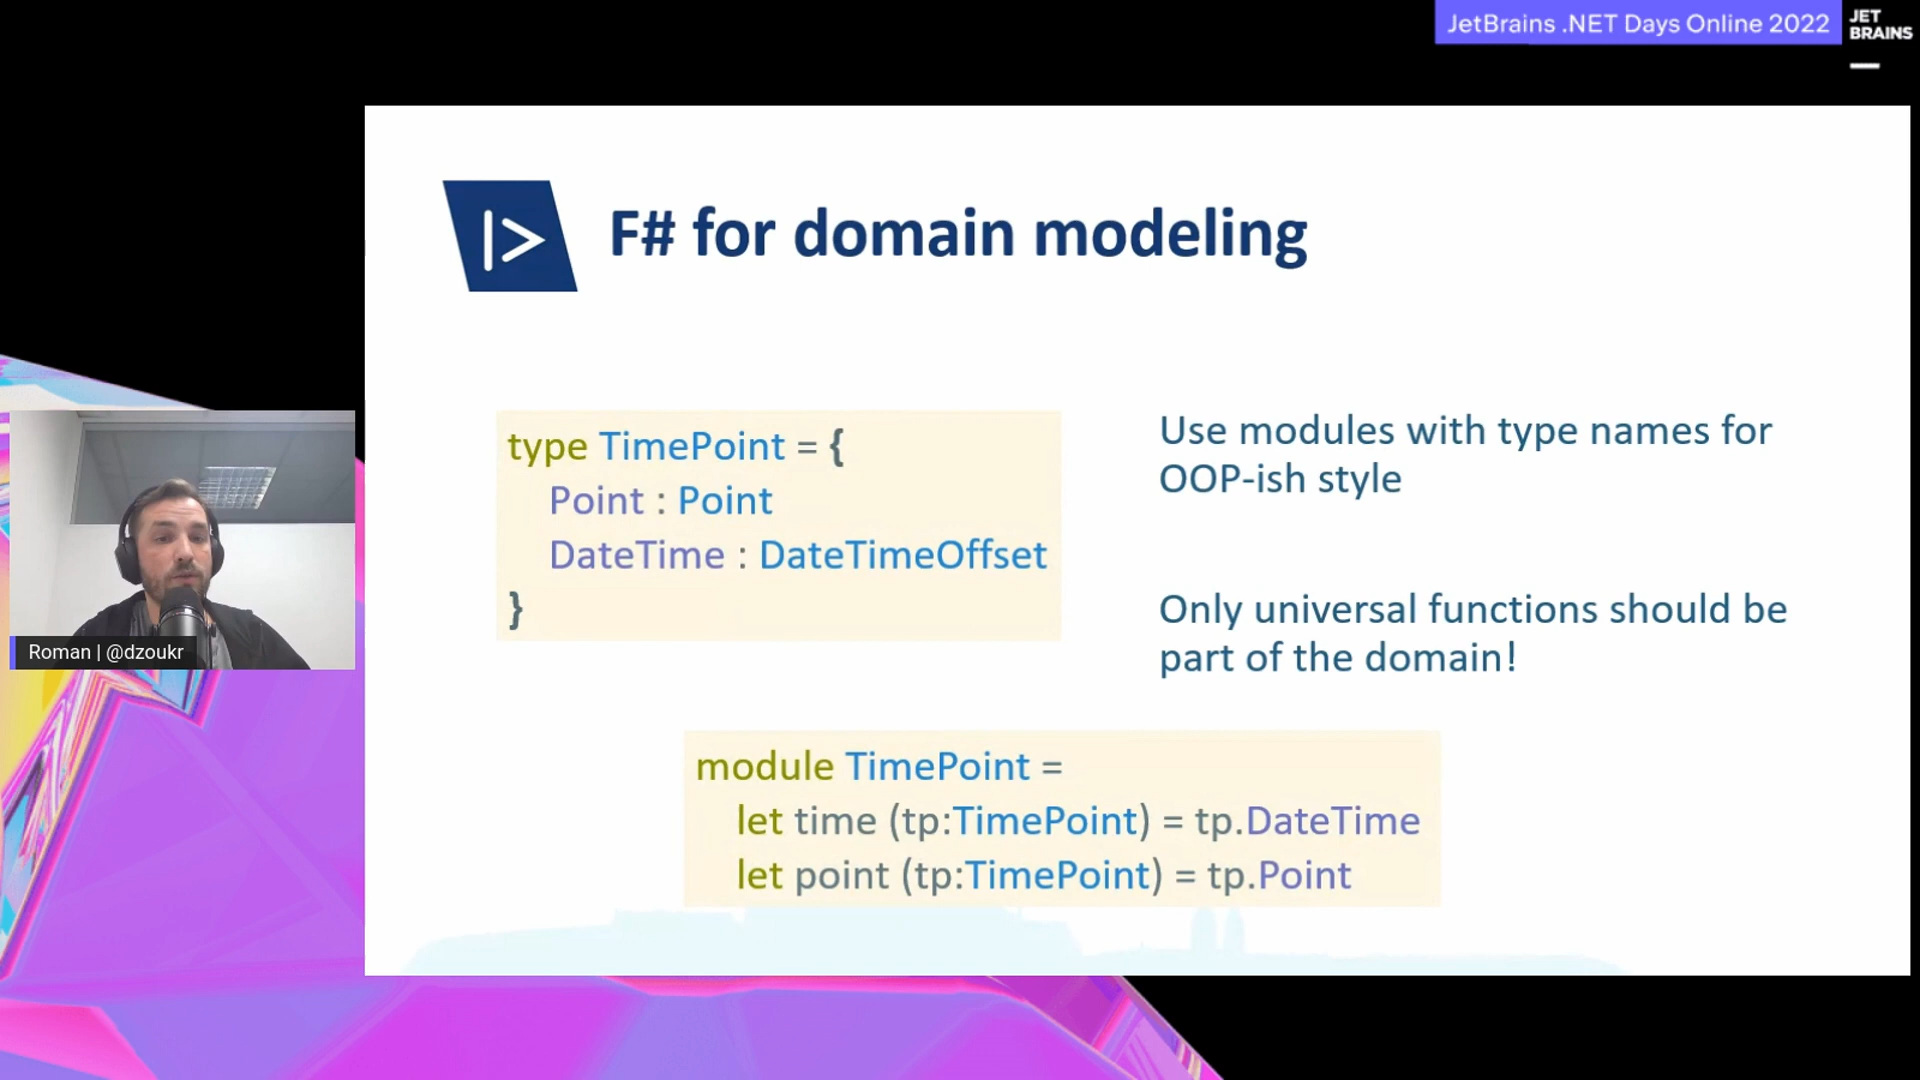 JetBrains .NET Days Online 2022
JET
BRAINS
|> F# for domain modeling
type TimePoint = {
Point : Point
DateTime : DateTimeOffset
}
Use modules with type names for
OOP-ish style
Only universal functions should be
part of the domain!
Roman | @dzoukr
module TimePoint =
let time (tp:TimePoint) = tp.DateTime
let point (tp:TimePoint) = tp.Point